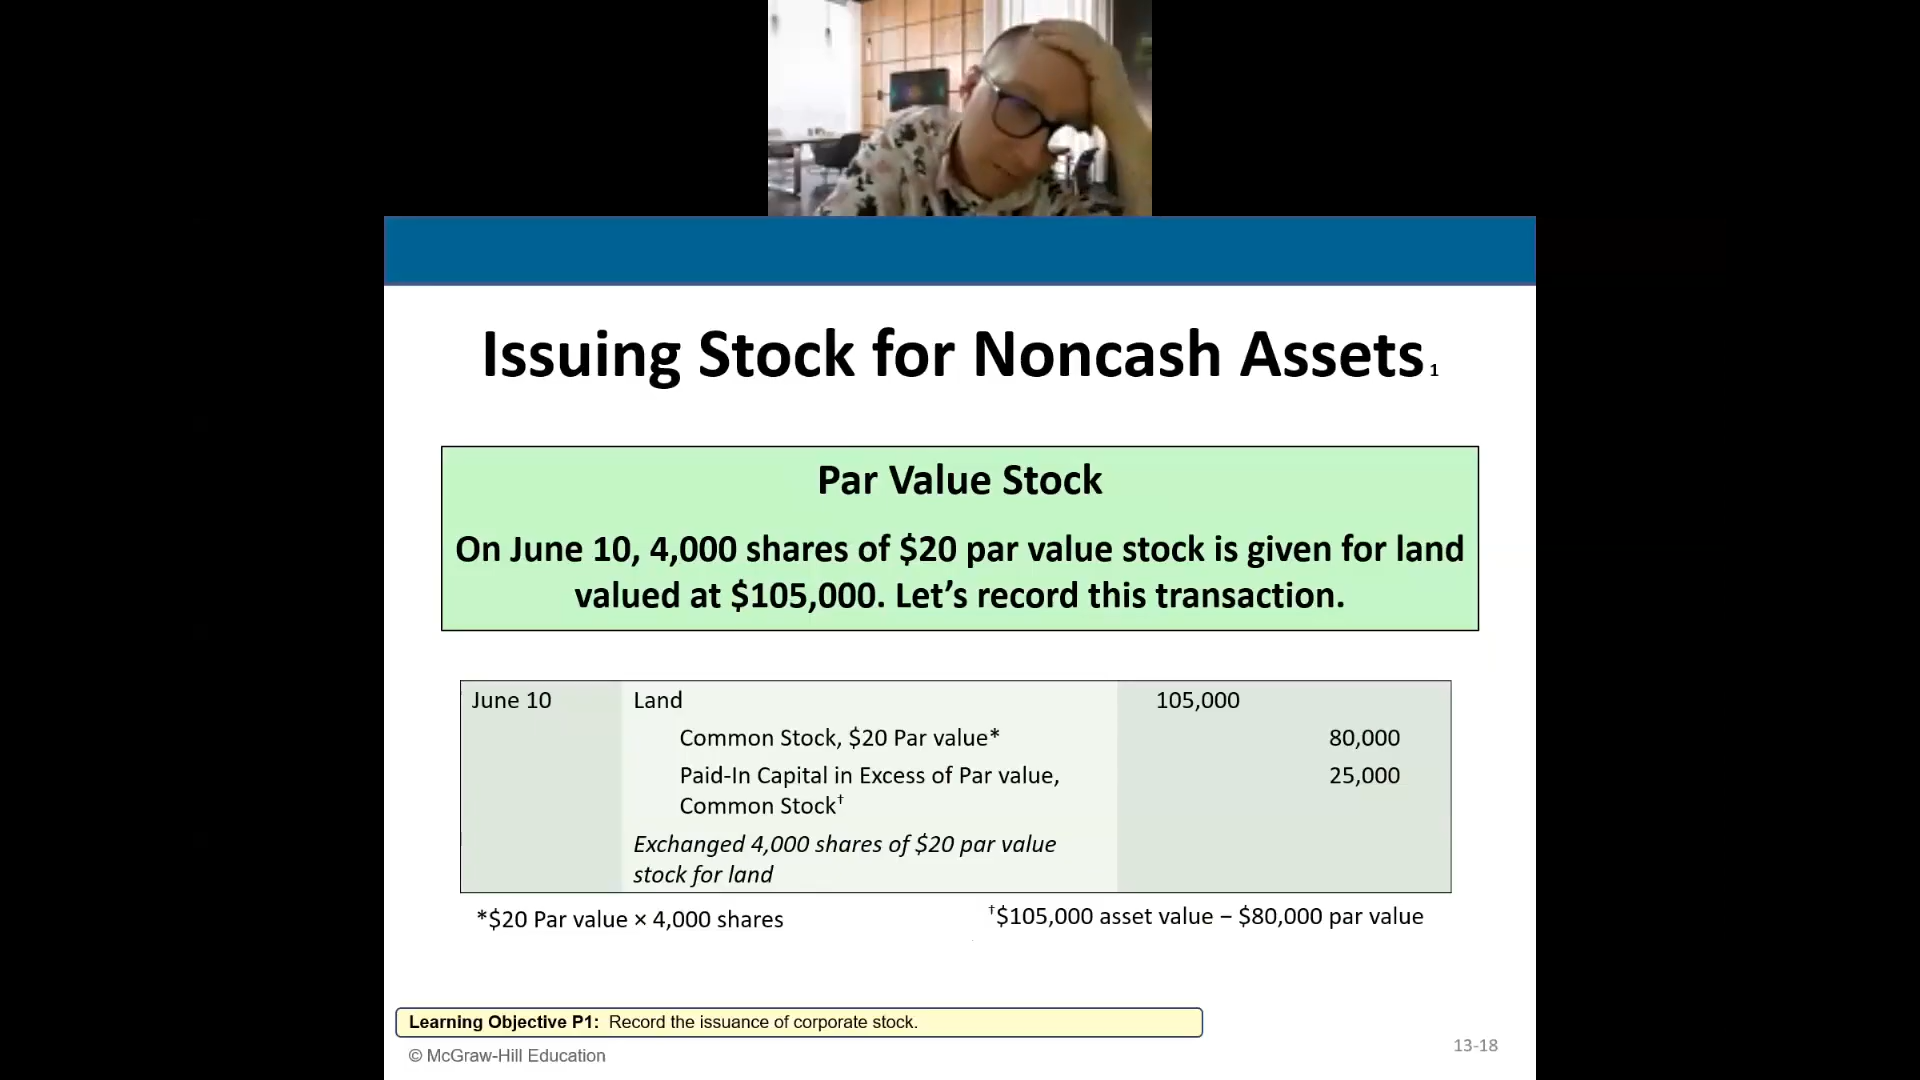 Issuing Stock for Noncash Assets 1
Par Value Stock
On June 10, 4,000 shares of $20 par value stock is given for land
valued at $105,000. Let’s record this transaction.
June 10 Land 105,000
Common Stock, $20 Par value* 80,000
Paid-In Capital in Excess of Par value, 25,000
Common Stock†
Exchanged 4,000 shares of $20 par value
stock for land
*$20 Par value × 4,000 shares
†$105,000 asset value – $80,000 par value
Learning Objective P1: Record the issuance of corporate stock.
© McGraw-Hill Education
13-18